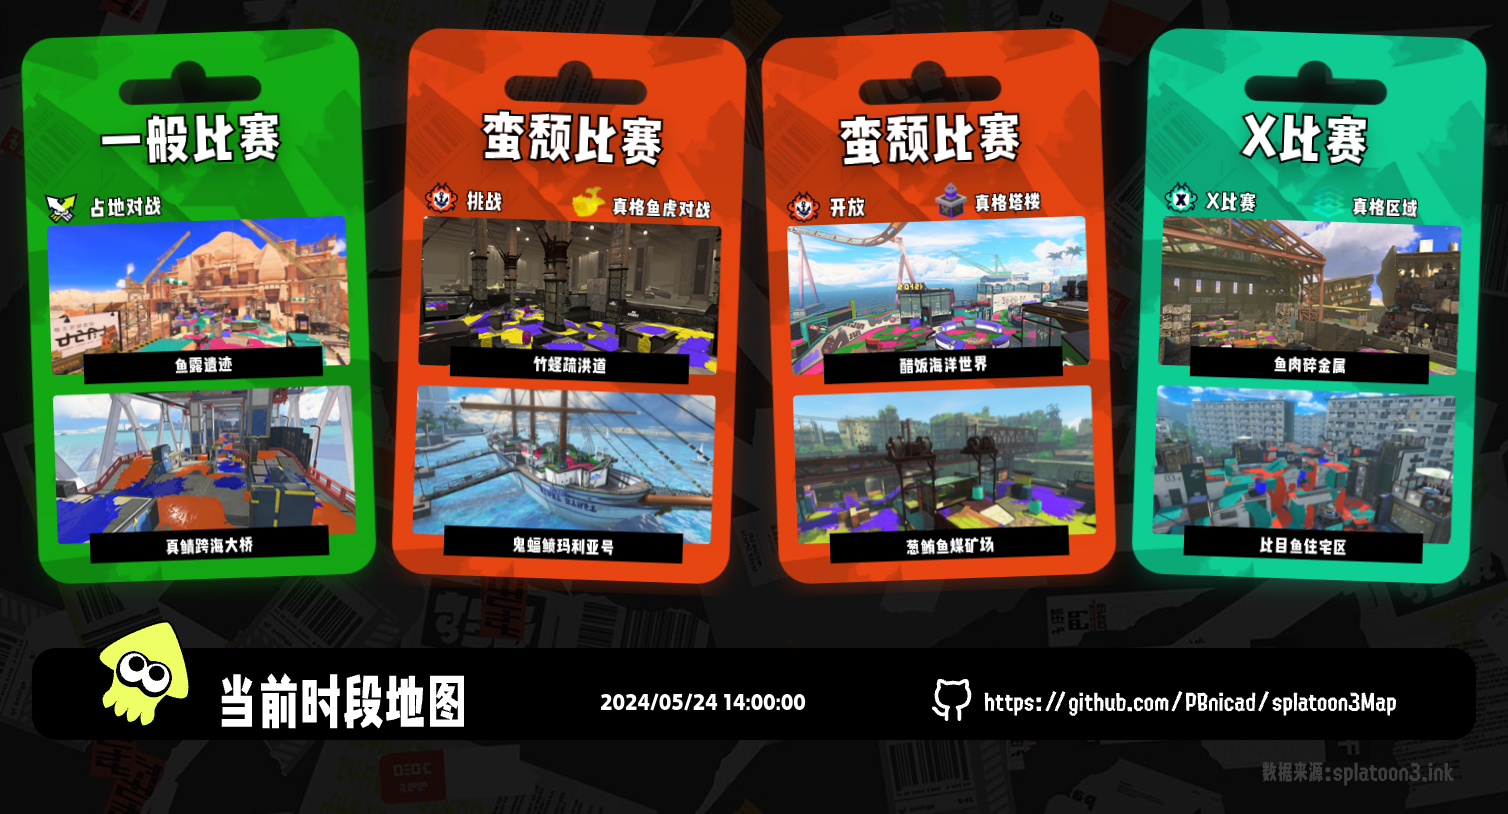 一般比赛
占地对战
鱼露遗迹
真鲭跨海大桥
蛮颓比赛
挑战
真格鱼虎对战
竹蛏疏洪道
鬼蝠鲼玛利亚号
蛮颓比赛
开放
真格塔楼
醋饭海洋世界
葱鲔鱼煤矿场
X比赛
X比赛
真格区域
鱼肉碎金属
比目鱼住宅区
当前时段地图
2024/05/24 14:00:00
https://github.com/PBnicad/splatoon3Map
数据来源:splatoon3.ink